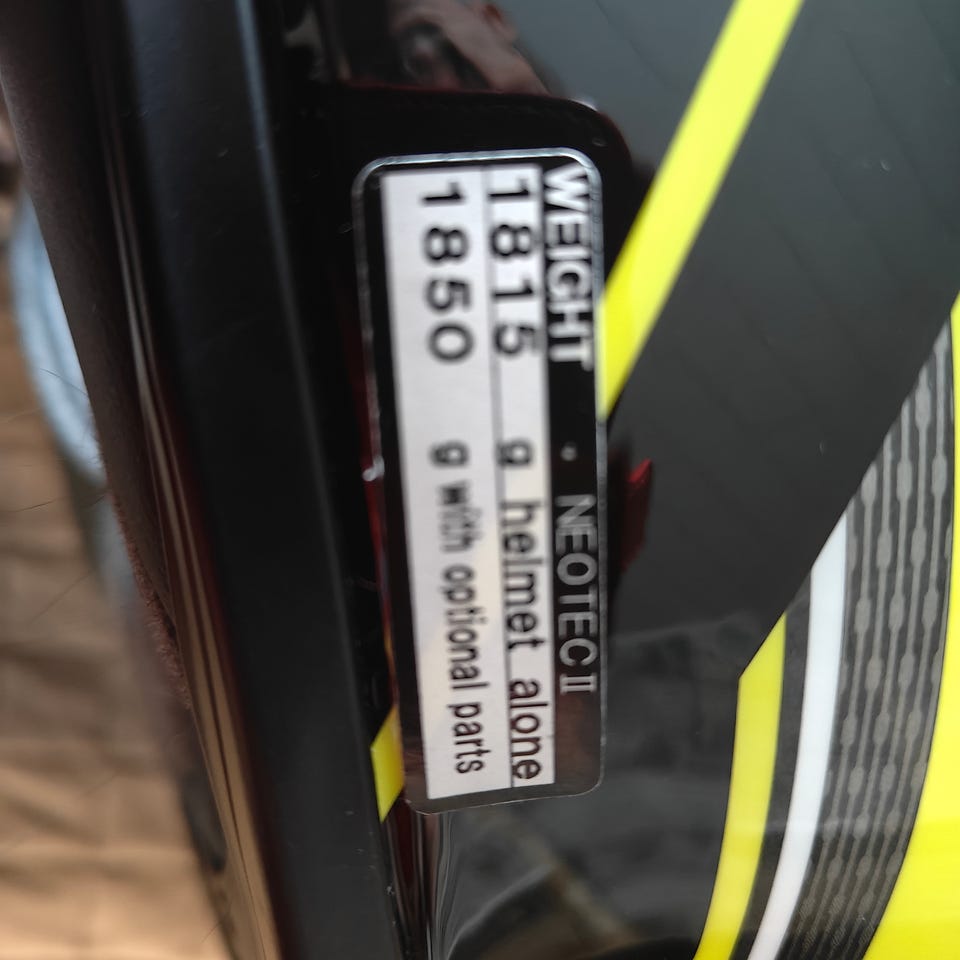 WEIGHT · NEOTEC II
1815 g helmet alone
1850 g with optional parts